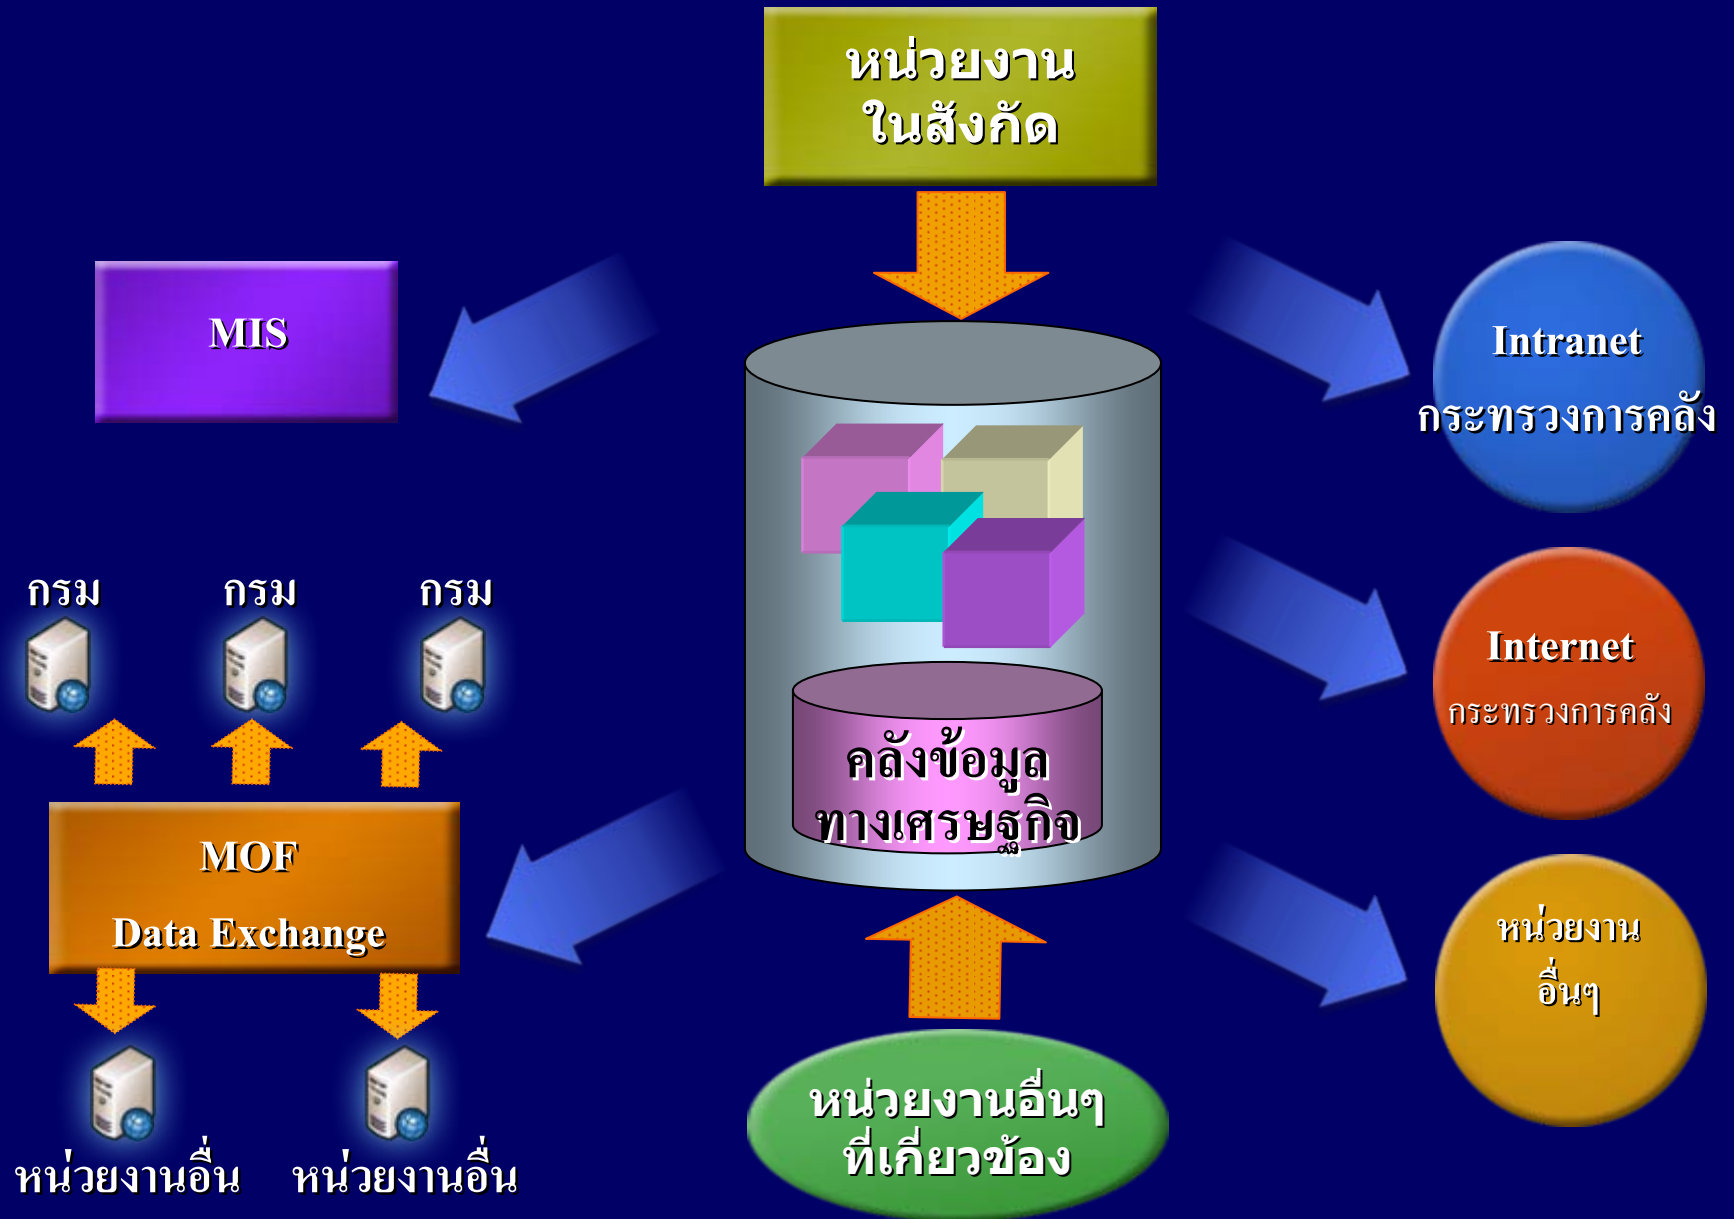 หน่วยงาน
ในสังกัด
MIS
Intranet
กระทรวงการคลัง
กรม
กรม
กรม
Internet
กระทรวงการคลัง
คลังข้อมูล
ทางเศรษฐกิจ
MOF
Data Exchange
หน่วยงาน
อื่นๆ
หน่วยงานอื่นๆ
ที่เกี่ยวข้อง
หน่วยงานอื่น
หน่วยงานอื่น